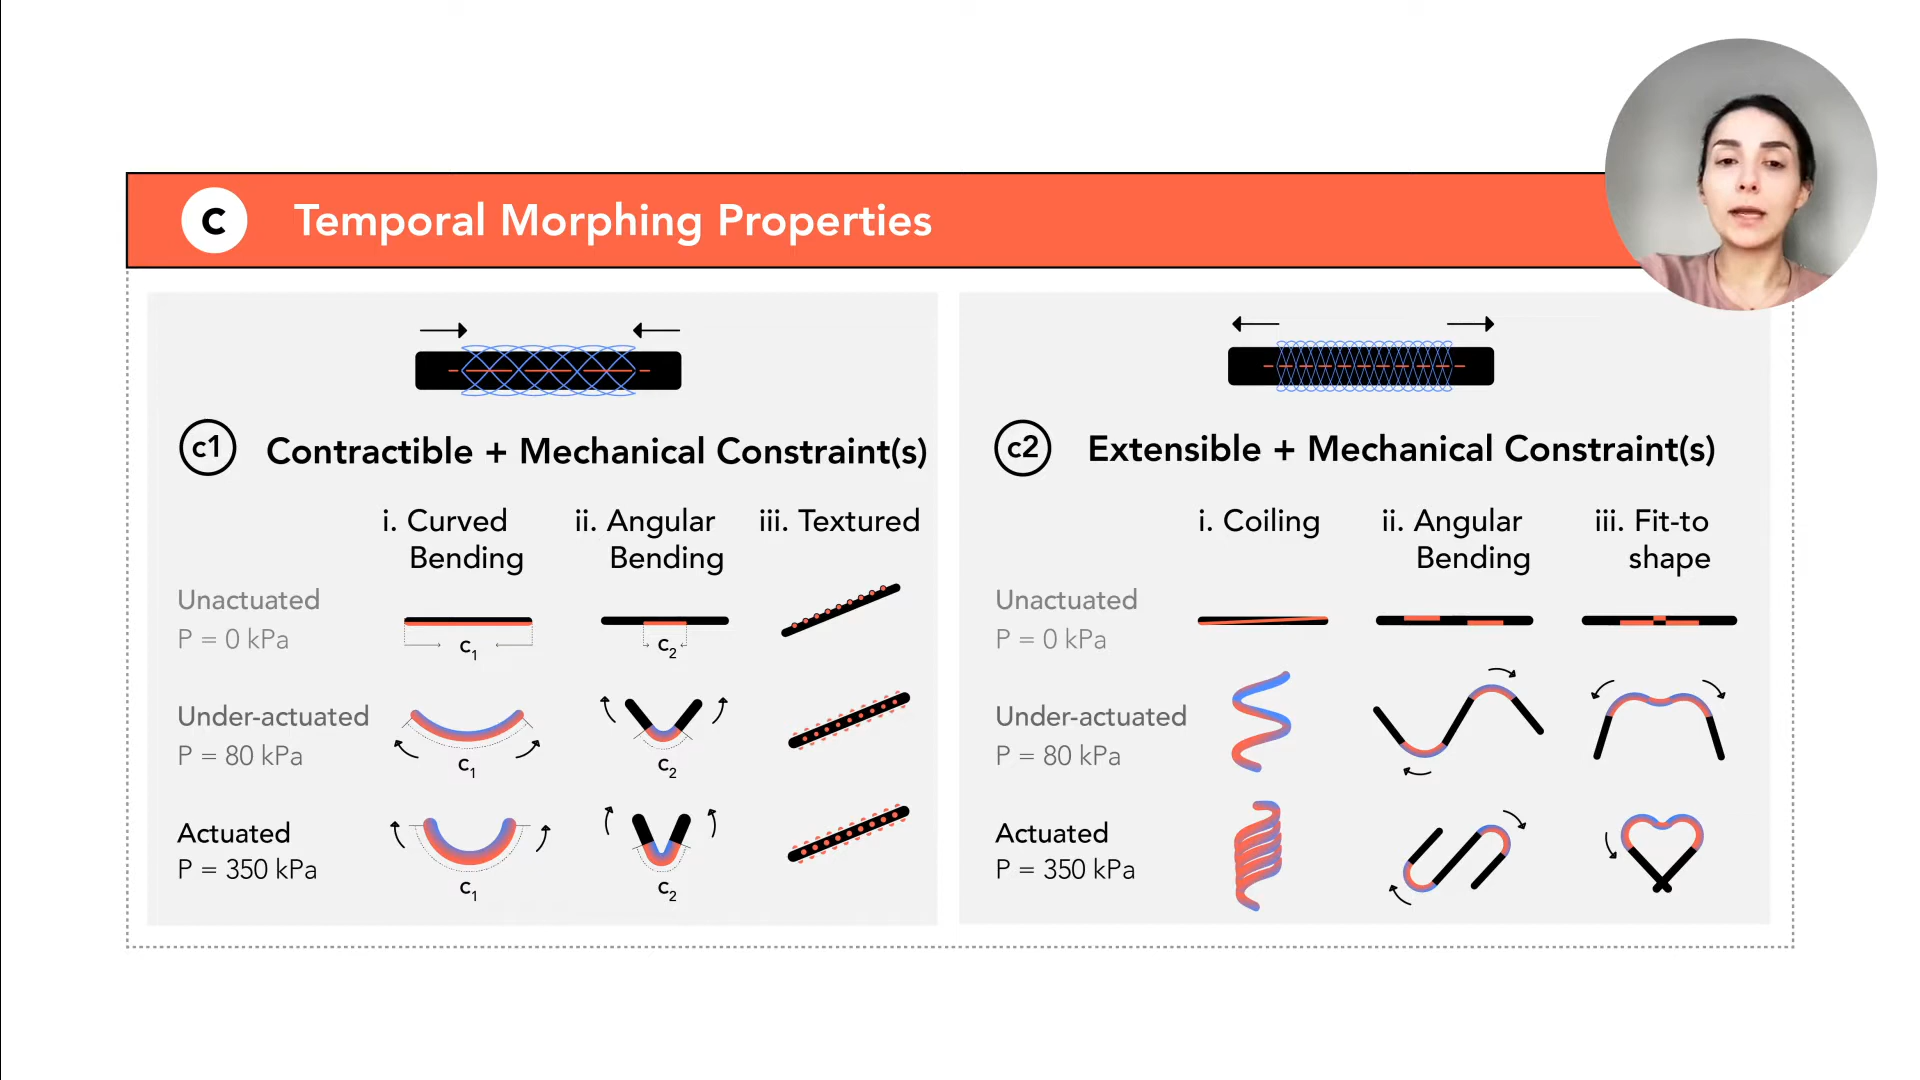 C
Temporal Morphing Properties
c1
Contractible + Mechanical Constraint(s)
i. Curved
Bending
ii. Angular
Bending
iii. Textured
Unactuated
P = 0 kPa
C1
C2
Under-actuated
P = 80 kPa
C1
C2
Actuated
P = 350 kPa
C1
C2
c2
Extensible + Mechanical Constraint(s)
i. Coiling
ii. Angular
Bending
iii. Fit-to
shape
Unactuated
P = 0 kPa
Under-actuated
P = 80 kPa
Actuated
P = 350 kPa